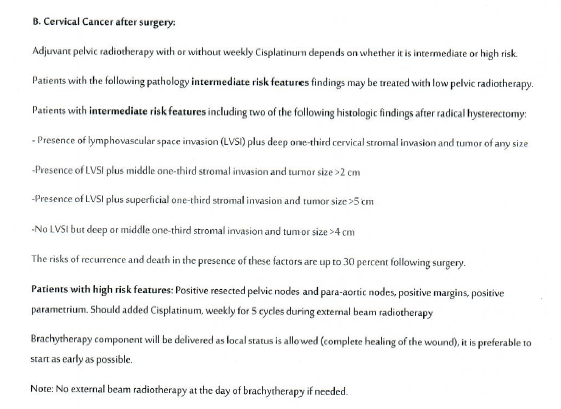 B. Cervical Cancer after surgery:
Adjuvant pelvic radiotherapy with or without weekly Cisplatinum depends on whether it is intermediate or high risk.
Patients with the following pathology intermediate risk features findings may be treated with low pelvic radiotherapy.
Patients with intermediate risk features including two of the following histologic findings after radical hysterectomy:
- Presence of lymphovascular space invasion (LVSI) plus deep one-third cervical stromal invasion and tumor of any size
-Presence of LVSI plus middle one-third stromal invasion and tumor size >2 cm
-Presence of LVSI plus superficial one-third stromal invasion and tumor size >5 cm
-No LVSI but deep or middle one-third stromal invasion and tumor size >4 cm
The risks of recurrence and death in the presence of these factors are up to 30 percent following surgery.
Patients with high risk features: Positive resected pelvic nodes and para-aortic nodes, positive margins, positive
parametrium. Should added Cisplatinum, weekly for 5 cycles during external beam radiotherapy
Brachytherapy component will be delivered as local status is allowed (complete healing of the wound), it is preferable to
start as early as possible.
Note: No external beam radiotherapy at the day of brachytherapy if needed.